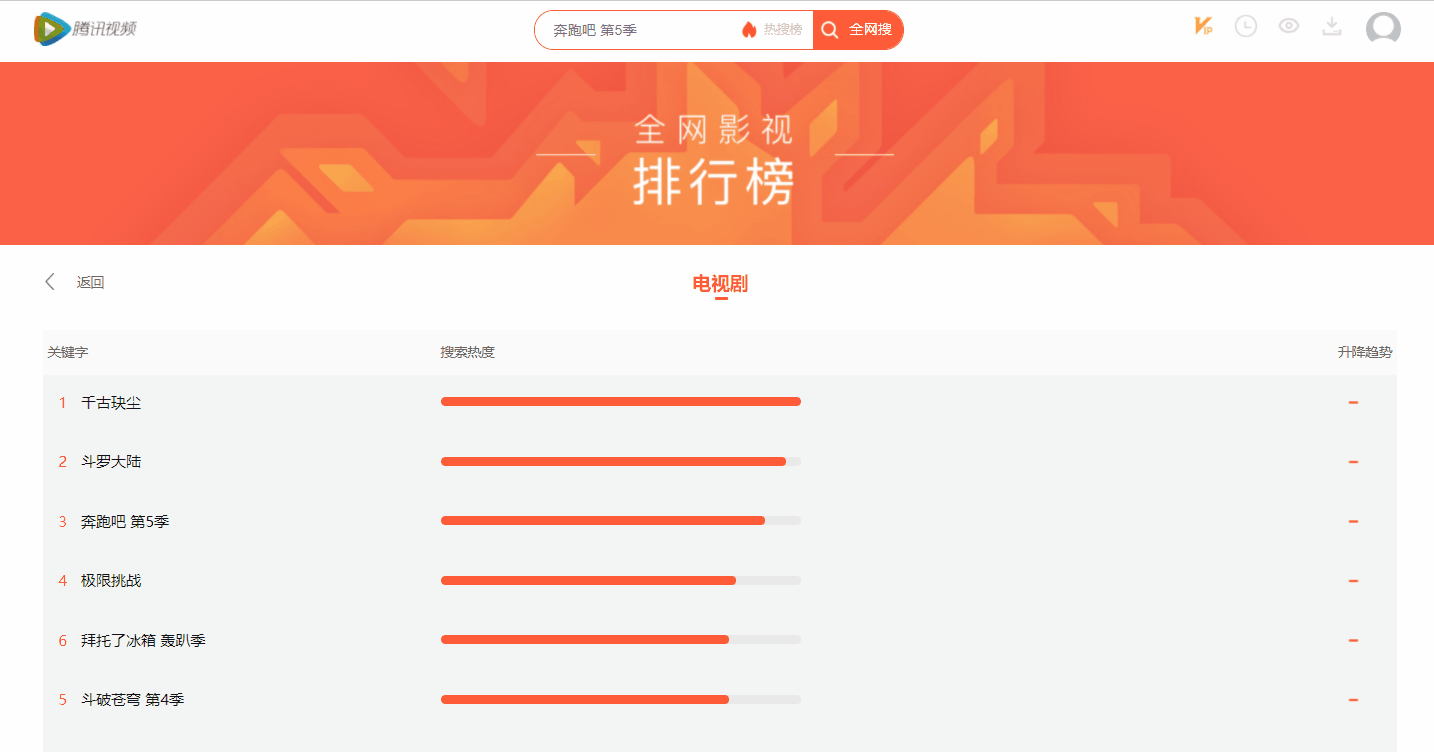 腾讯视频
奔跑吧 第5季 热搜榜 全网搜
VIP
全网影视
排行榜
返回
电视剧
关键字 搜索热度 升降趋势
1 千古玦尘
2 斗罗大陆
3 奔跑吧 第5季
4 极限挑战
6 拜托了冰箱 轰趴季
5 斗破苍穹 第4季